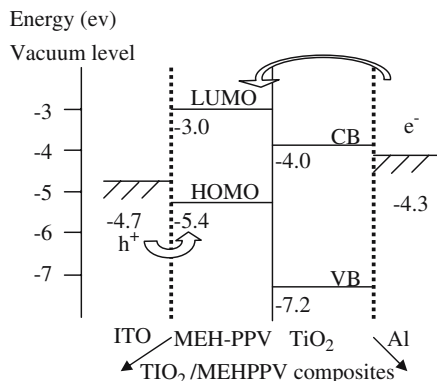 Energy (ev)
Vacuum level
LUMO
-3
-3.0
CB
e-
-4
-4.0
-5
HOMO
-4.3
-4.7
-5.4
-6
h+
-7
VB
-7.2
ITO MEH-PPV TiO2 Al
TIO2 /MEHPPV composites